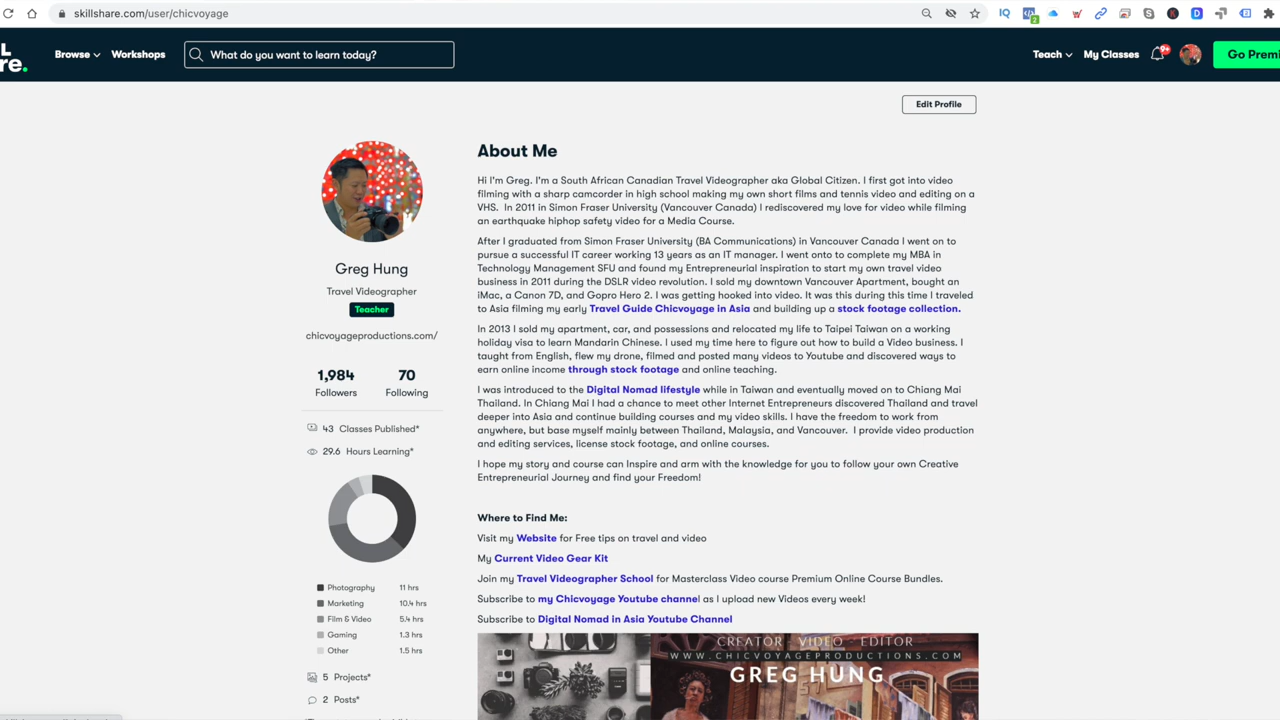 skillshare.com/user/chicvoyage
2
9+
L
re.
Browse
Workshops
What do you want to learn today?
Teach
My Classes
Go Premi
Edit Profile
Greg Hung
Travel Videographer
Teacher
chicvoyageproductions.com/
1,984
70
Followers
Following
43 Classes Published*
29.6 Hours Learning*
Photography 11 hrs
Marketing 10.4 hrs
Film & Video 5.4 hrs
Gaming 1.3 hrs
Other 1.5 hrs
5 Projects*
2 Posts*
About Me
Hi I'm Greg. I'm a South African Canadian Travel Videographer aka Global Citizen. I first got into video
filming with a sharp camcorder in high school making my own short films and tennis video and editing on a
VHS. In 2011 in Simon Fraser University (Vancouver Canada) I rediscovered my love for video while filming
an earthquake hiphop safety video for a Media Course.
After I graduated from Simon Fraser University (BA Communications) in Vancouver Canada I went on to
pursue a successful IT career working 13 years as an IT manager. I went onto to complete my MBA in
Technology Management SFU and found my Entrepreneurial inspiration to start my own travel video
business in 2011 during the DSLR video revolution. I sold my downtown Vancouver Apartment, bought an
iMac, a Canon 7D, and Gopro Hero 2. I was getting hooked into video. It was this during this time I traveled
to Asia filming my early Travel Guide Chicvoyage in Asia and building up a stock footage collection.
In 2013 I sold my apartment, car, and possessions and relocated my life to Taipei Taiwan on a working
holiday visa to learn Mandarin Chinese. I used my time here to figure out how to build a Video business. I
taught from English, flew my drone, filmed and posted many videos to Youtube and discovered ways to
earn online income through stock footage and online teaching.
I was introduced to the Digital Nomad lifestyle while in Taiwan and eventually moved on to Chiang Mai
Thailand. In Chiang Mai I had a chance to meet other Internet Entrepreneurs discovered Thailand and travel
deeper into Asia and continue building courses and my video skills. I have the freedom to work from
anywhere, but base myself mainly between Thailand, Malaysia, and Vancouver. I provide video production
and editing services, license stock footage, and online courses.
I hope my story and course can Inspire and arm with the knowledge for you to follow your own Creative
Entrepreneurial Journey and find your Freedom!
Where to Find Me:
Visit my Website for Free tips on travel and video
My Current Video Gear Kit
Join my Travel Videographer School for Masterclass Video course Premium Online Course Bundles.
Subscribe to my Chicvoyage Youtube channel as I upload new Videos every week!
Subscribe to Digital Nomad in Asia Youtube Channel
CREATOR · VIDEO · EDITOR
WWW.CHICVOYAGEPRODUCTIONS.COM
GREG HUNG